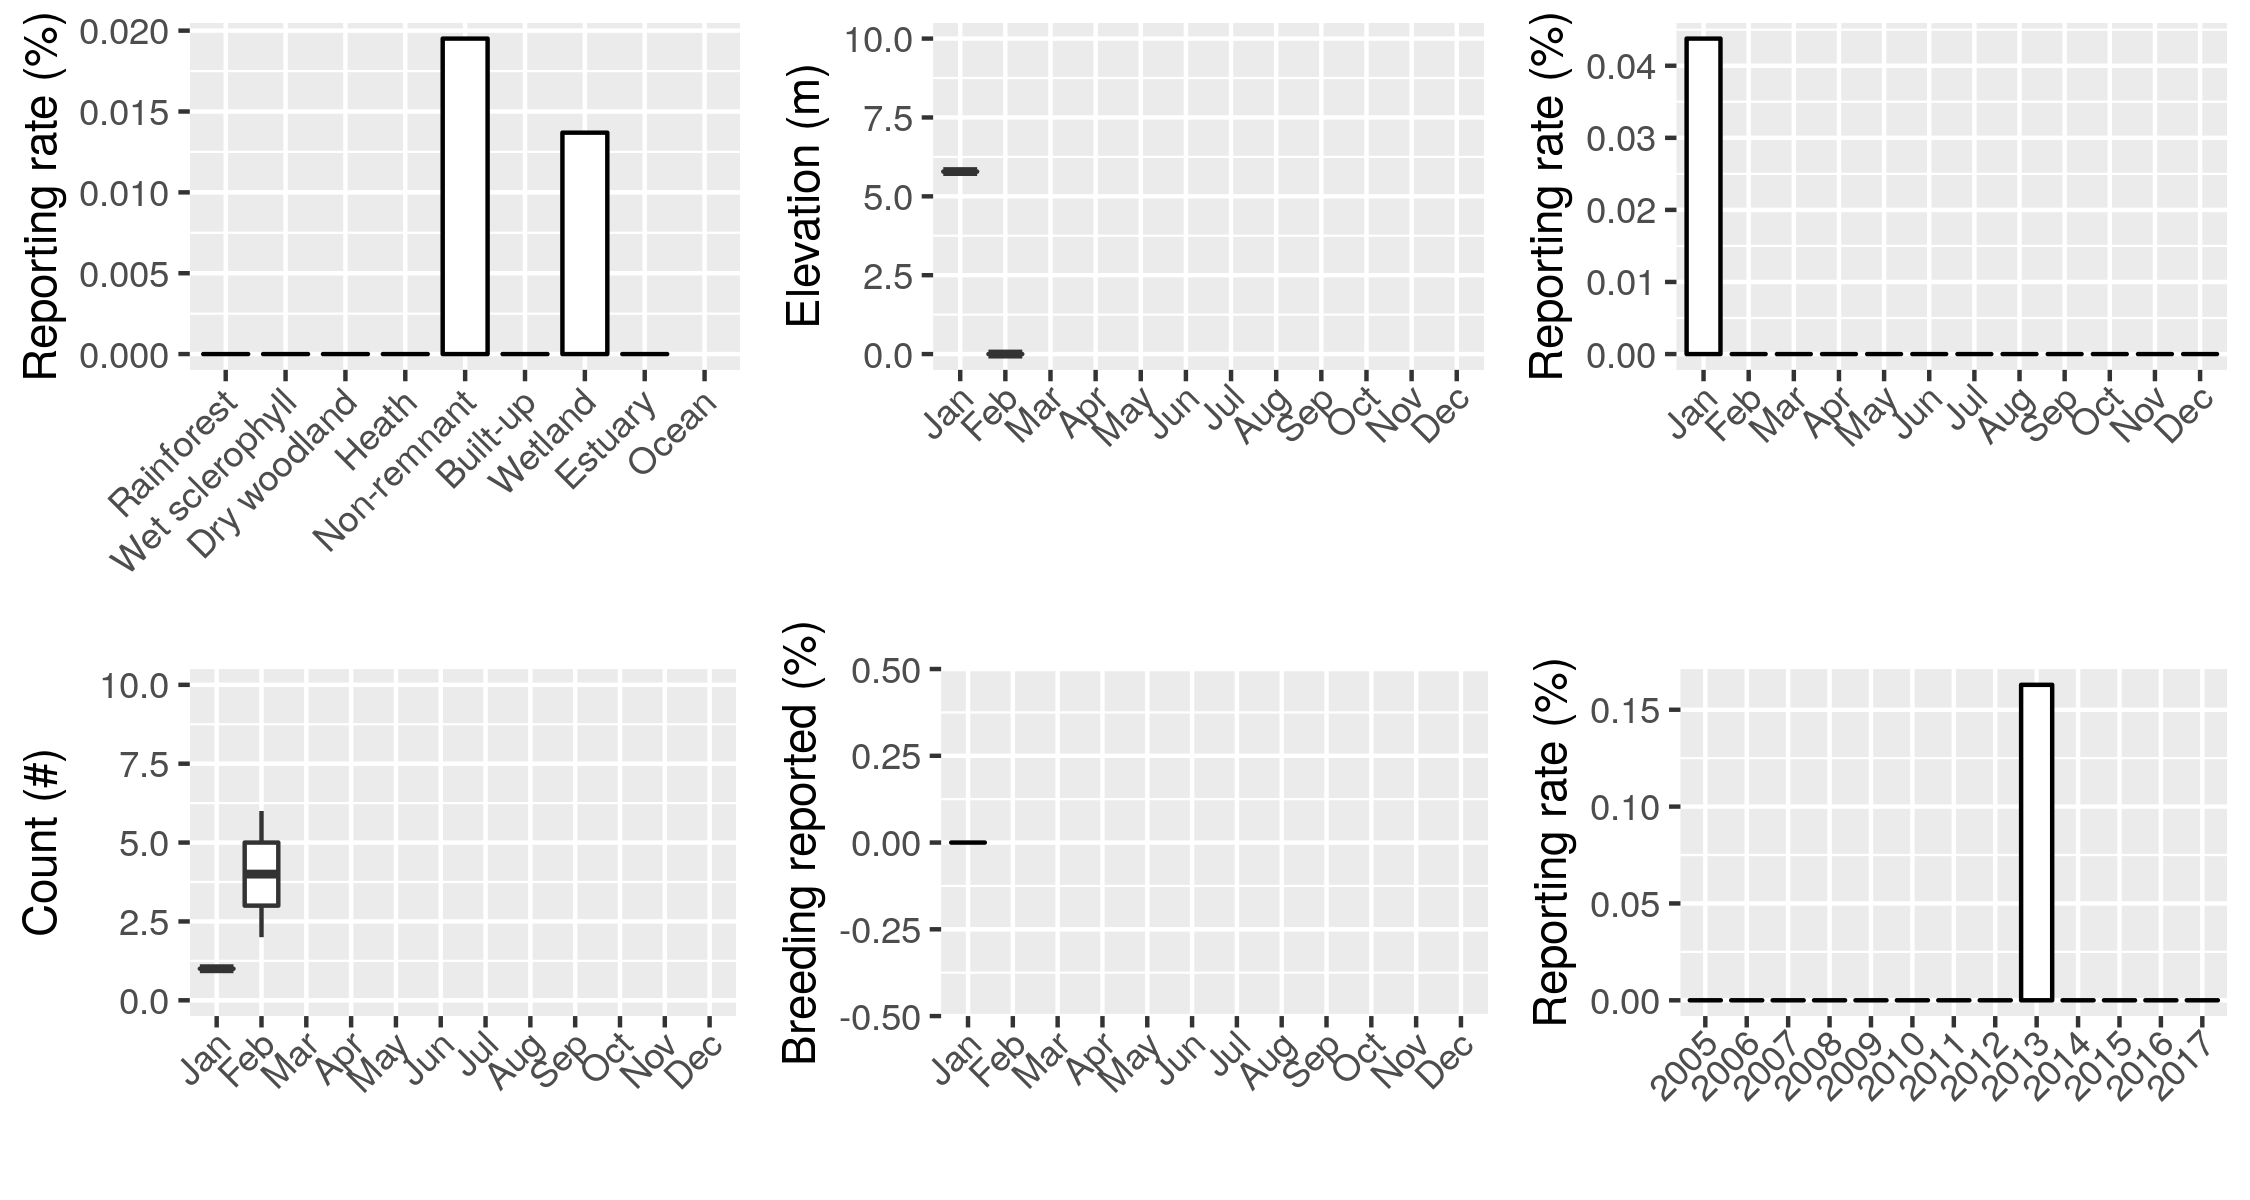 Reporting rate (%)
0.020
0.015
0.010
0.005
0.000
Rainforest
Wet sclerophyll
Dry woodland
Heath
Non-remnant
Built-up
Wetland
Estuary
Ocean
Elevation (m)
10.0
7.5
5.0
2.5
0.0
Jan
Feb
Mar
Apr
May
Jun
Jul
Aug
Sep
Oct
Nov
Dec
Reporting rate (%)
0.04
0.03
0.02
0.01
0.00
Jan
Feb
Mar
Apr
May
Jun
Jul
Aug
Sep
Oct
Nov
Dec
Count (#)
10.0
7.5
5.0
2.5
0.0
Jan
Feb
Mar
Apr
May
Jun
Jul
Aug
Sep
Oct
Nov
Dec
Breeding reported (%)
0.50
0.25
0.00
-0.25
-0.50
Jan
Feb
Mar
Apr
May
Jun
Jul
Aug
Sep
Oct
Nov
Dec
Reporting rate (%)
0.15
0.10
0.05
0.00
2005
2006
2007
2008
2009
2010
2011
2012
2013
2014
2015
2016
2017